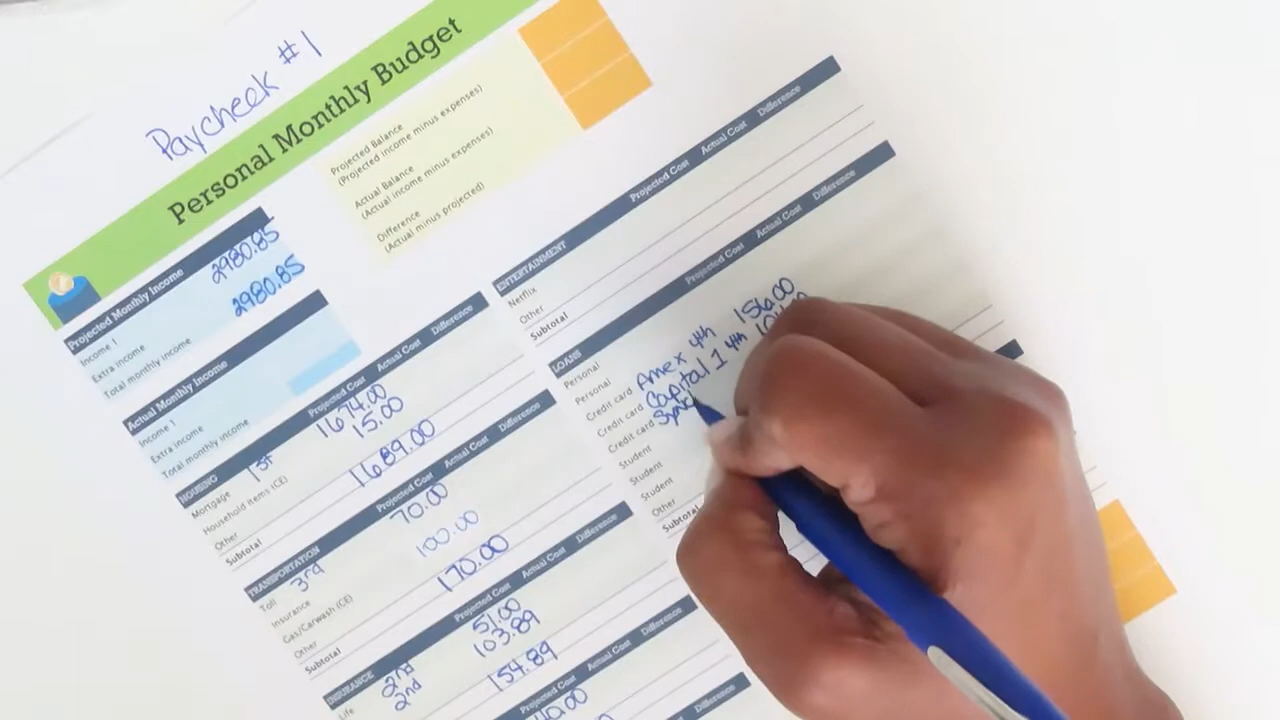 Paycheck #1
Personal Monthly Budget
Projected Monthly Income
Income 1 2980.85
Extra income
Total monthly income 2980.85
Actual Monthly Income
Income 1
Extra income
Total monthly income
Projected Balance
(Projected income minus expenses)
Actual Balance
(Actual income minus expenses)
Difference
(Actual minus projected)
HOUSING Projected Cost Actual Cost Difference
Mortgage 1st 1674.00
Household items (CE) 15.00
Other
Subtotal 1689.00
TRANSPORTATION Projected Cost Actual Cost Difference
Toll 3rd 70.00
Insurance
Gas/Carwash (CE) 100.00
Other
Subtotal 170.00
INSURANCE Projected Cost Actual Cost Difference
2nd 51.00
Life 2nd 103.89
154.89
Projected Cost Actual Cost Difference
ENTERTAINMENT Projected Cost Actual Cost Difference
Netflix
Other
Subtotal
LOANS Projected Cost Actual Cost Difference
Personal
Personal
Credit card Amex 4th 156.00
Credit card Capital 1 4th
Credit card
Student
Student
Student
Other
Subtotal